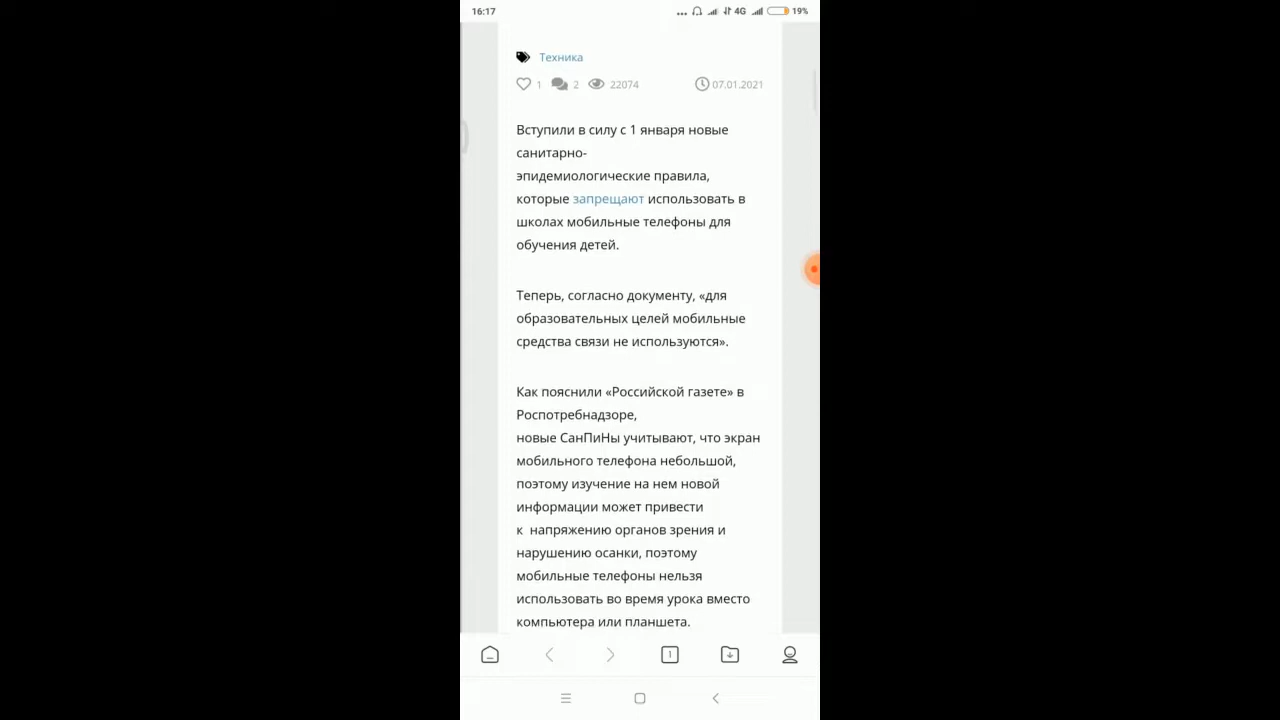 16:17
4G 19%
Техника
1 2 22074 07.01.2021
Вступили в силу с 1 января новые
санитарно-
эпидемиологические правила,
которые запрещают использовать в
школах мобильные телефоны для
обучения детей.
Теперь, согласно документу, «для
образовательных целей мобильные
средства связи не используются».
Как пояснили «Российской газете» в
Роспотребнадзоре,
новые СанПиНы учитывают, что экран
мобильного телефона небольшой,
поэтому изучение на нем новой
информации может привести
к напряжению органов зрения и
нарушению осанки, поэтому
мобильные телефоны нельзя
использовать во время урока вместо
компьютера или планшета.
1